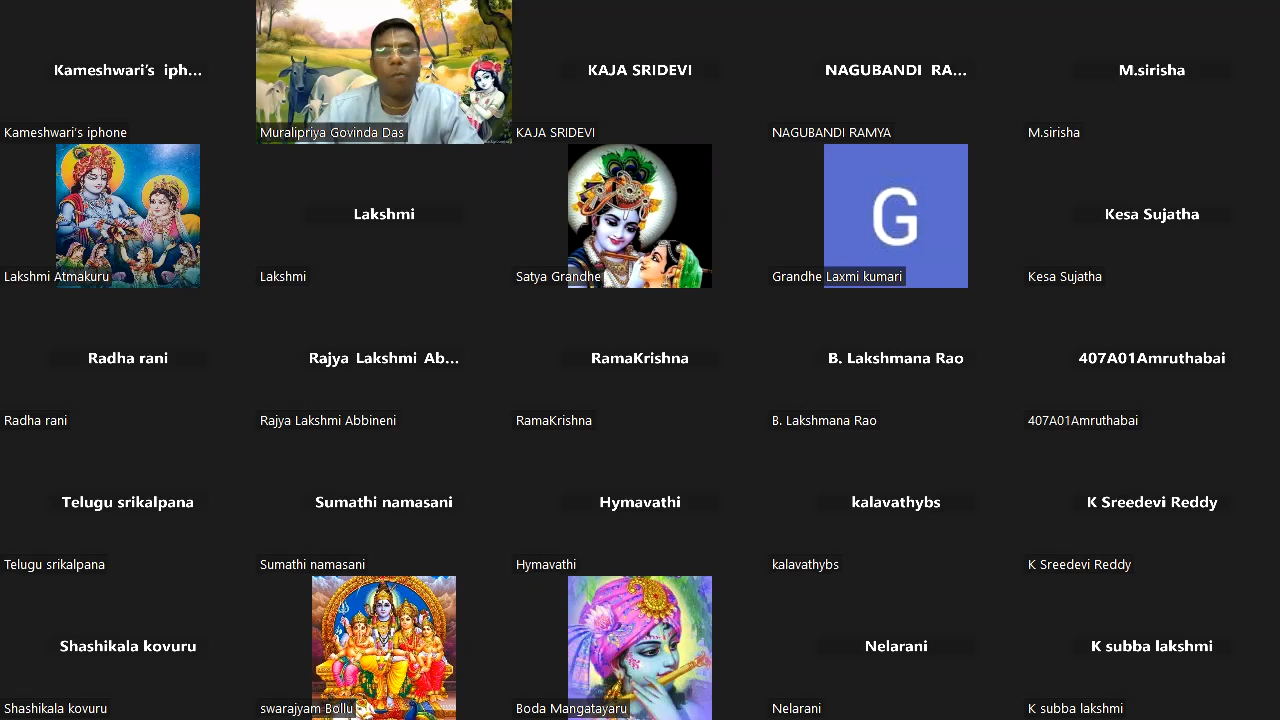 Kameshwari's iph...
KAJA SRIDEVI
NAGUBANDI RA...
M.sirisha
Kameshwari's iphone
Muralipriya Govinda Das
KAJA SRIDEVI
NAGUBANDI RAMYA
M.sirisha
Lakshmi
G
Kesa Sujatha
Lakshmi Atmakuru
Lakshmi
Satya Grandhe
Grandhe Laxmi kumari
Kesa Sujatha
Radha rani
Rajya Lakshmi Ab...
RamaKrishna
B. Lakshmana Rao
407A01Amruthabai
Radha rani
Rajya Lakshmi Abbineni
RamaKrishna
B. Lakshmana Rao
407A01Amruthabai
Telugu srikalpana
Sumathi namasani
Hymavathi
kalavathybs
K Sreedevi Reddy
Telugu srikalpana
Sumathi namasani
Hymavathi
kalavathybs
K Sreedevi Reddy
Shashikala kovuru
Nelarani
K subba lakshmi
Shashikala kovuru
swarajyam Bollu
Boda Mangatayaru
Nelarani
K subba lakshmi